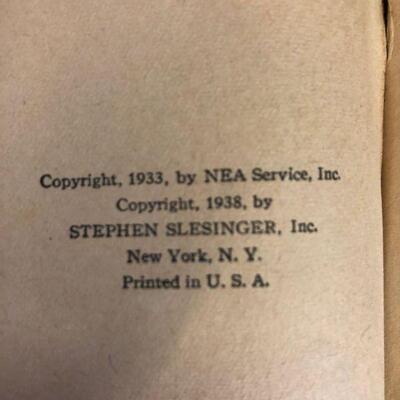 Copyright, 1933, by NEA Service, Inc.
Copyright, 1938, by
STEPHEN SLESINGER, Inc.
New York, N. Y.
Printed in U. S. A.